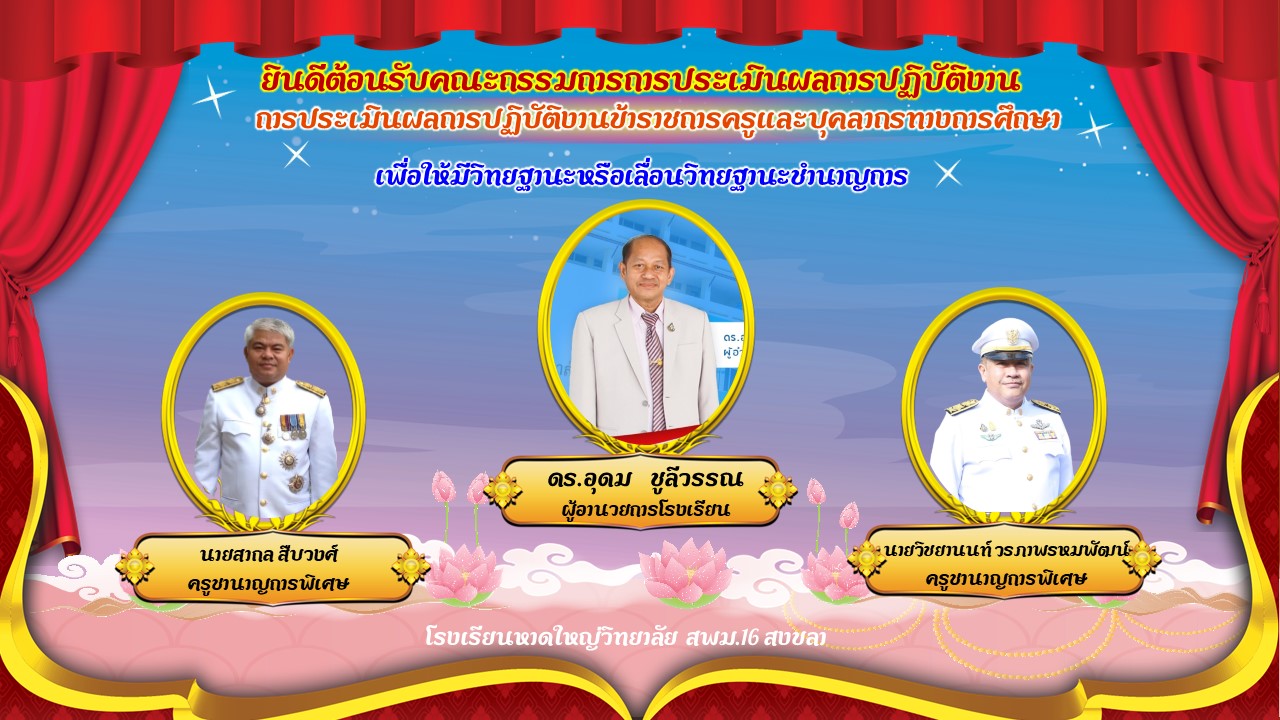 ยินดีต้อนรับคณะกรรมการการประเมินผลการปฏิบัติงาน
การประเมินผลการปฏิบัติงานข้าราชการครูและบุคลากรทางการศึกษา
เพื่อให้มีวิทยฐานะหรือเลื่อนวิทยฐานะชำนาญการ
ดร.อุดม ชูลีวรรณ
ผู้อำนวยการโรงเรียน
นายสากล สืบวงศ์
ครูชำนาญการพิเศษ
นายวิชยานนท์ วรภาพรหมพัฒน์
ครูชำนาญการพิเศษ
โรงเรียนหาดใหญ่วิทยาลัย สพม.16 สงขลา